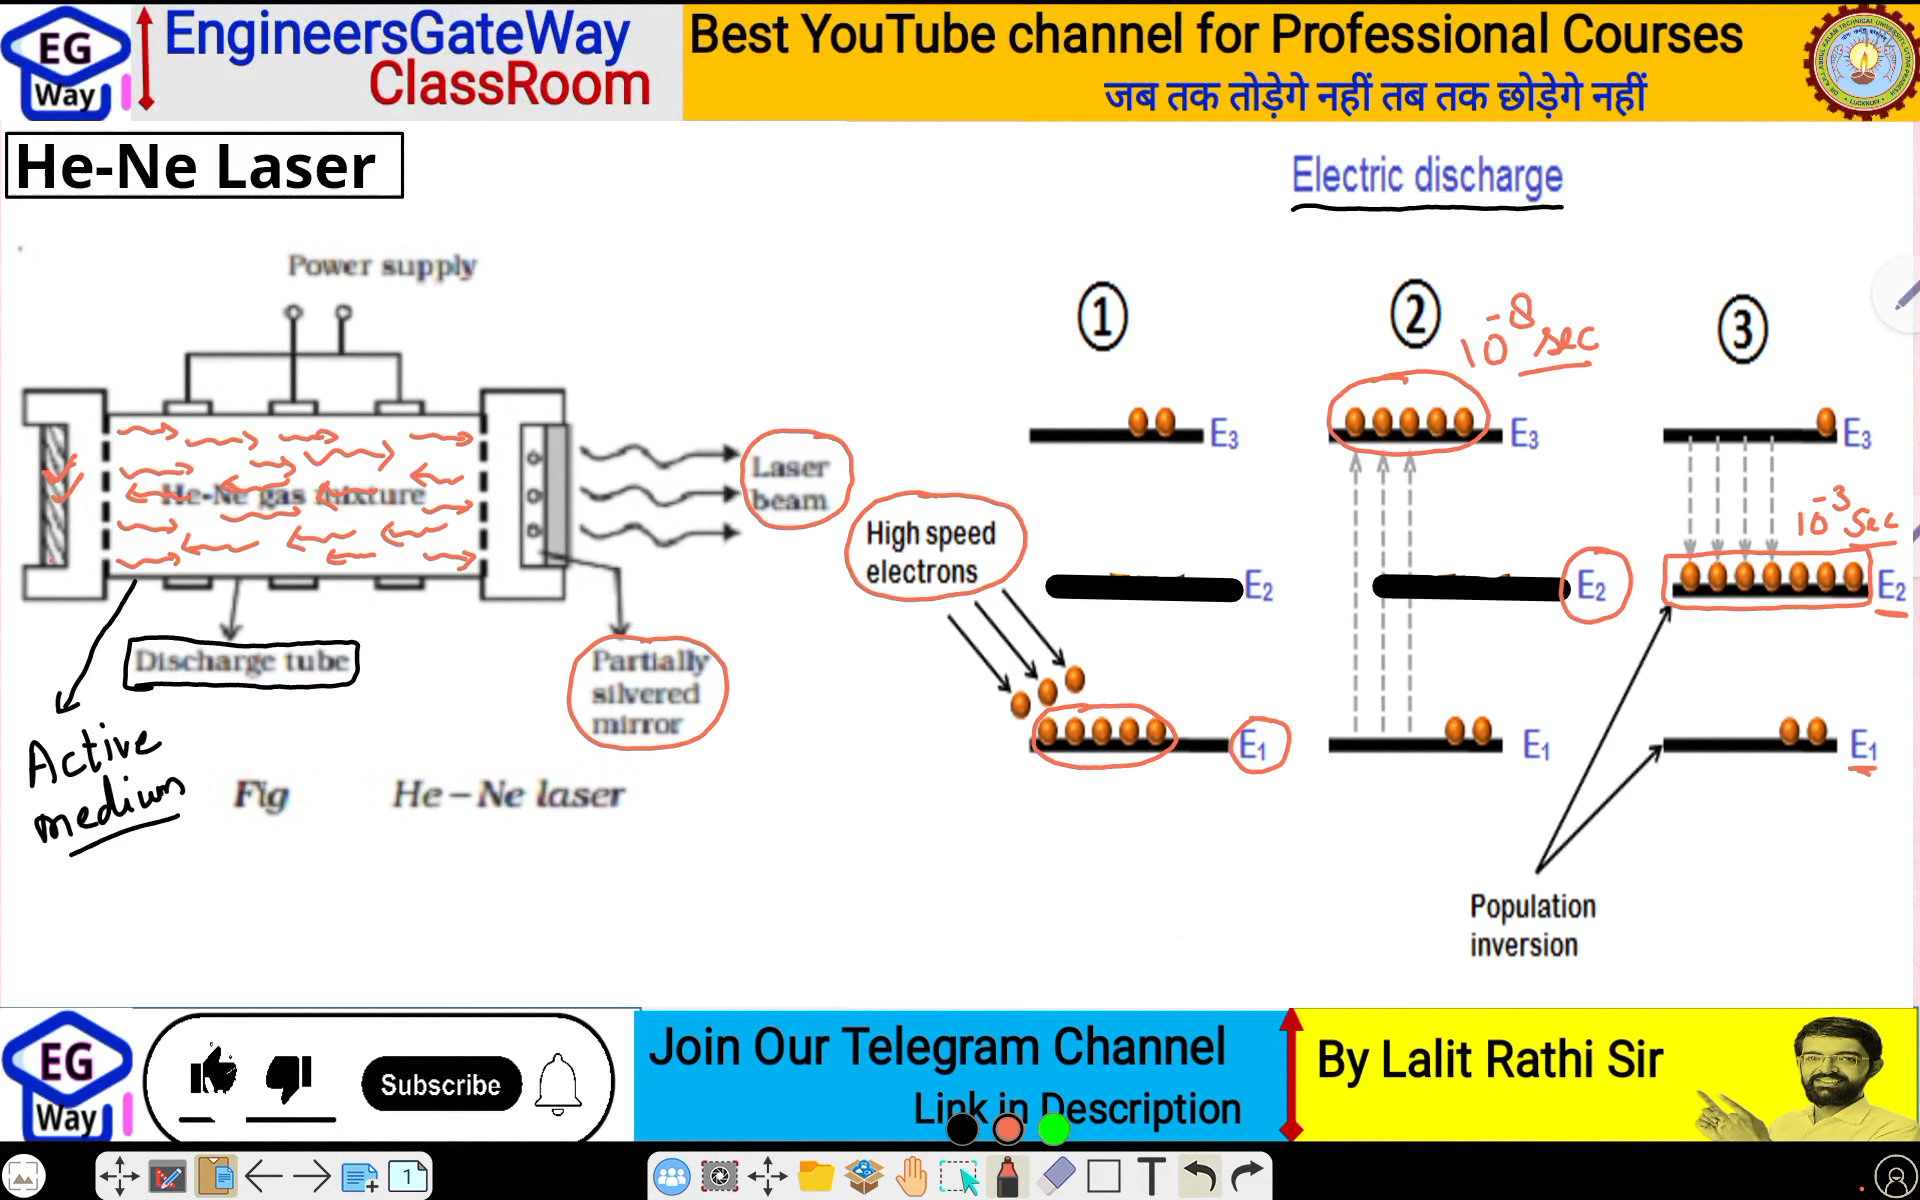 EG
Way
EngineersGateWay
ClassRoom
Best YouTube channel for Professional Courses
जब तक तोड़ेगे नहीं तब तक छोड़ेगे नहीं
He-Ne Laser
Electric discharge
Power supply
He-Ne gas mixture
Laser
beam
Discharge tube
Partially
silvered
mirror
Active
medium
Fig He – Ne laser
1
2
3
10⁻⁸ sec
E₃
E₃
E₃
High speed
electrons
10⁻³ sec
E₂
E₂
E₂
E₁
E₁
E₁
Population
inversion
EG
Way
Subscribe
Join Our Telegram Channel
Link in Description
By Lalit Rathi Sir
1
T